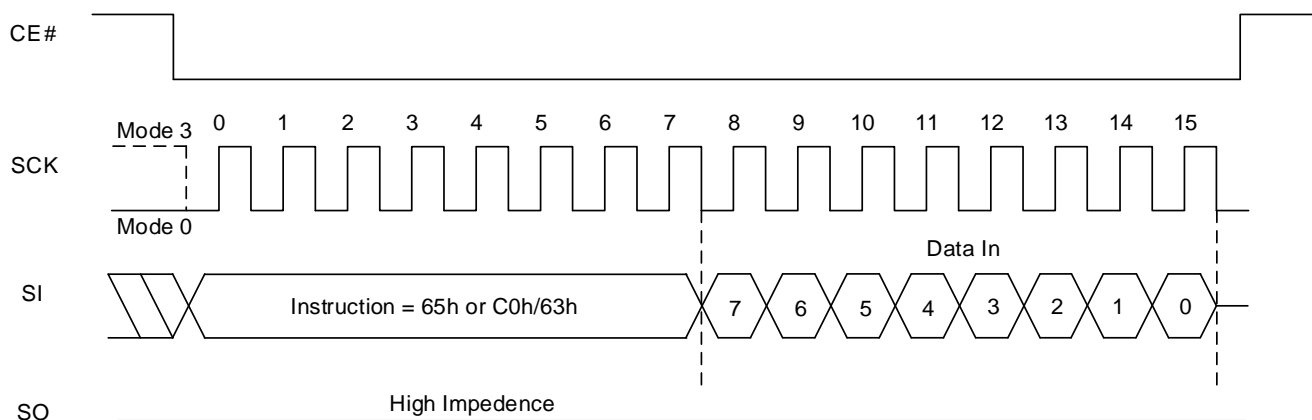 CE#
Mode 3 0 1 2 3 4 5 6 7 8 9 10 11 12 13 14 15
SCK
Mode 0
Data In
SI Instruction = 65h or C0h/63h 7 6 5 4 3 2 1 0
High Impedence
SO